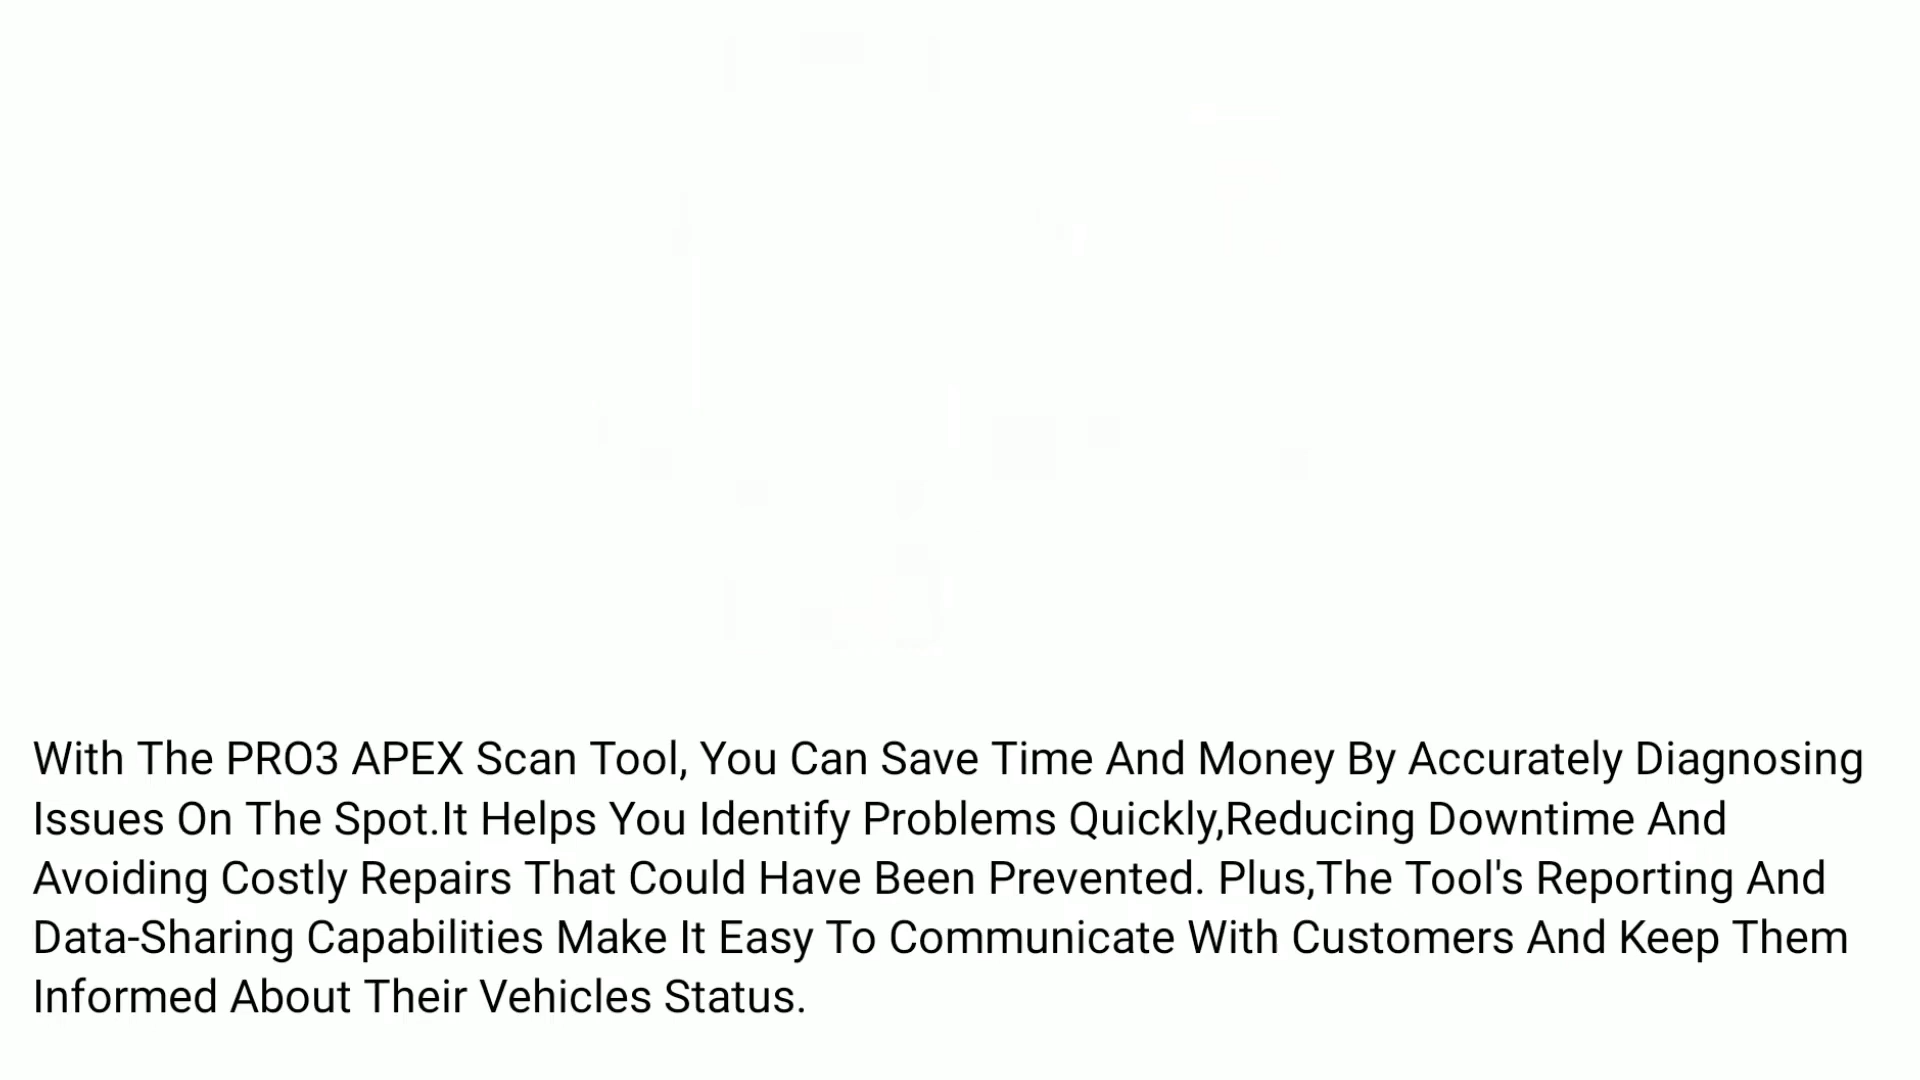 With The PRO3 APEX Scan Tool, You Can Save Time And Money By Accurately Diagnosing
Issues On The Spot.It Helps You Identify Problems Quickly,Reducing Downtime And
Avoiding Costly Repairs That Could Have Been Prevented. Plus,The Tool's Reporting And
Data-Sharing Capabilities Make It Easy To Communicate With Customers And Keep Them
Informed About Their Vehicles Status.